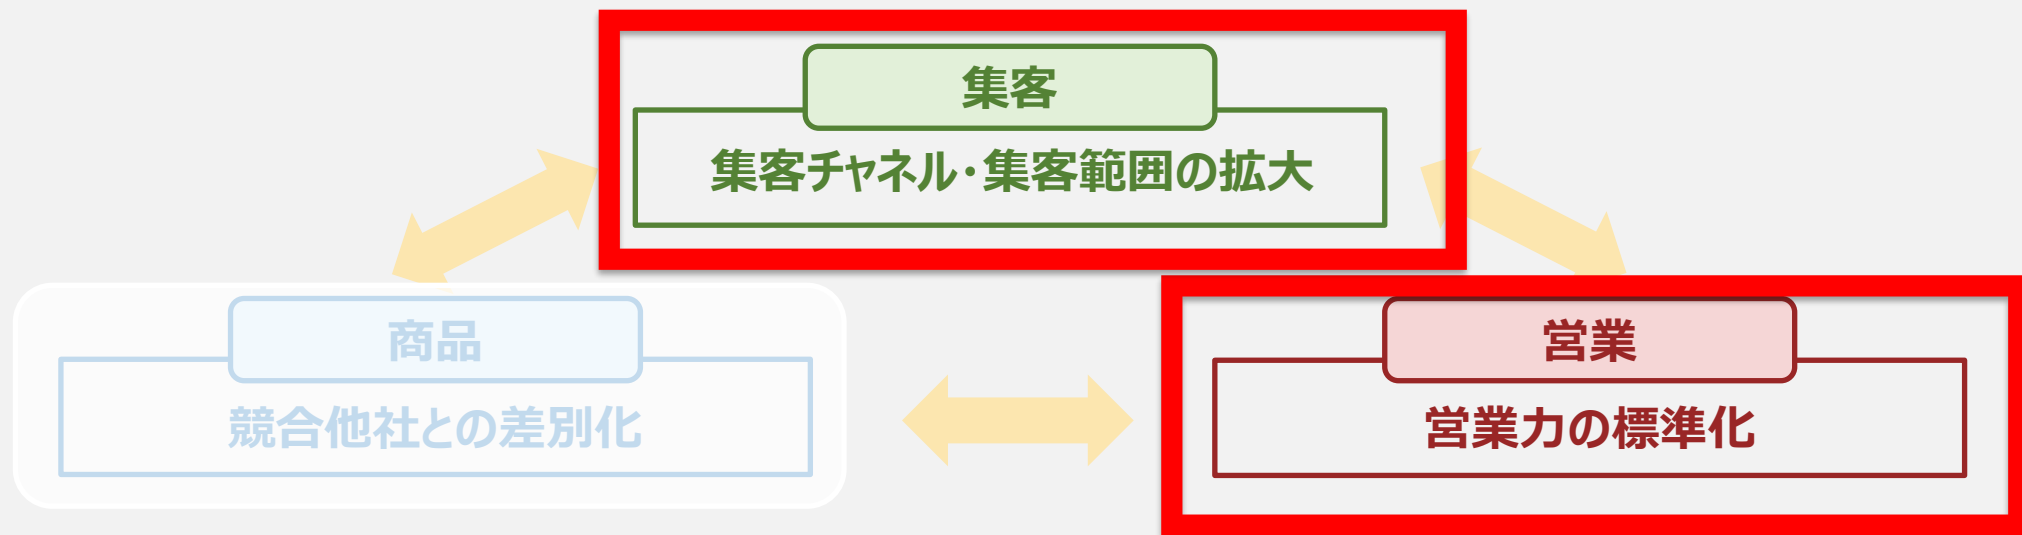 集客
集客チャネル・集客範囲の拡大
商品
競合他社との差別化
営業
営業力の標準化